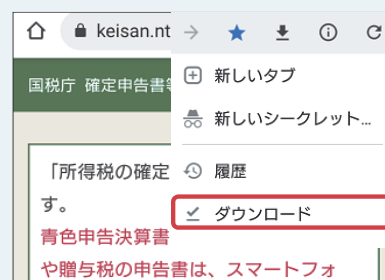 keisan.nt
国税庁 確定申告書等
新しいタブ
新しいシークレット...
「所得税の確定
履歴
す。
ダウンロード
青色申告決算書
や贈与税の申告書は、スマートフォ